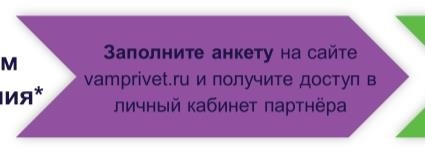 Заполните анкету на сайте
м vamprivet.ru и получите доступ в
ния* личный кабинет партнёра